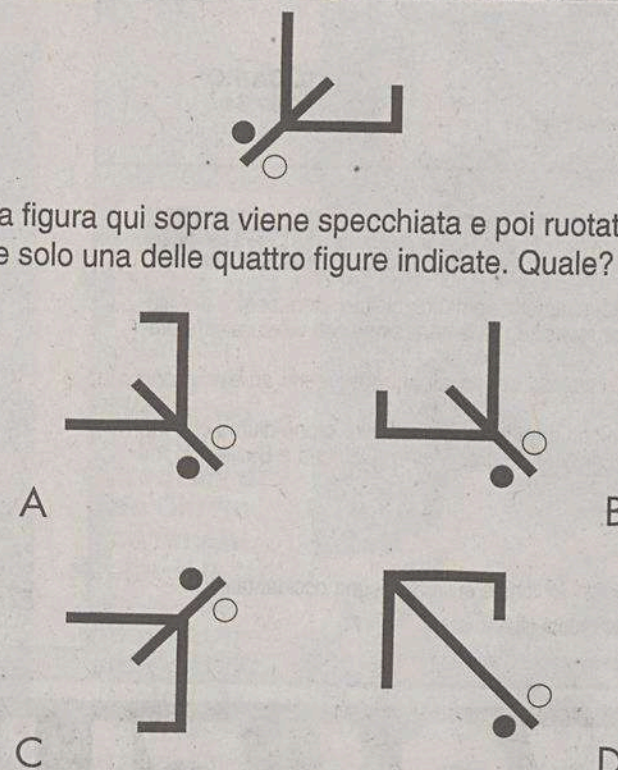 a figura qui sopra viene specchiata e poi ruotat
e solo una delle quattro figure indicate. Quale?
A
B
C
D